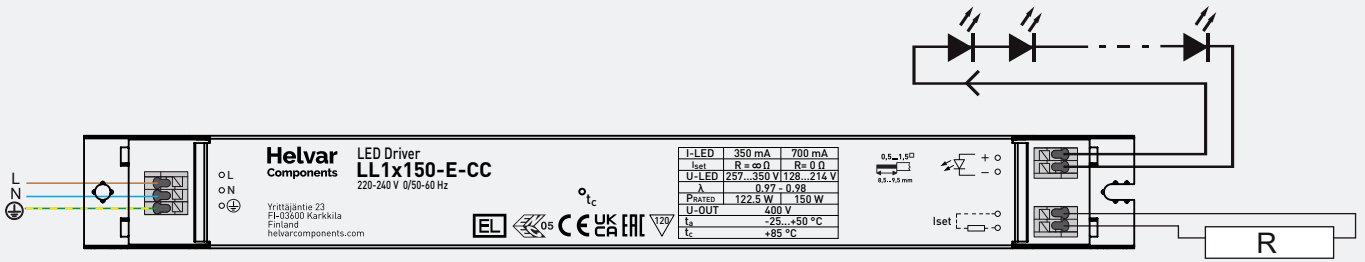 L
N
L
N
Helvar
Components
Yrittäjäntie 23
FI-03600 Karkkila
Finland
helvarcomponents.com
LED Driver
LL1x150-E-CC
220-240 V 0/50-60 Hz
tc
EL
05
CE
UK
CA
EAC
120
I-LED 350 mA 700 mA
Iset R = ∞ Ω R= 0 Ω
U-LED 257...350 V 128...214 V
λ 0.97 - 0.98
PRATED 122.5 W 150 W
U-OUT 400 V
ta -25...+50 °C
tc +85 °C
0,5...1,5□
8,5...9,5 mm
+
-
Iset
R